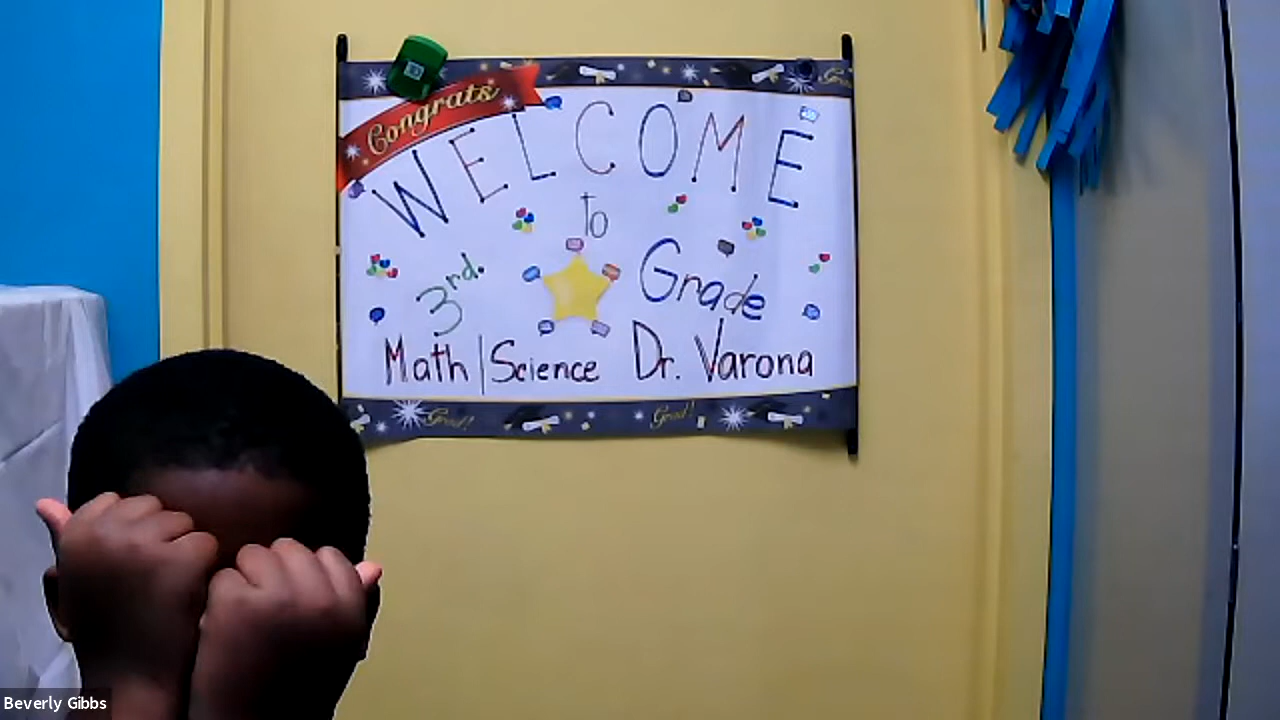 Congrats
WELCOME
to
3rd. Grade
Math | Science Dr. Varona
Grad! Grad!
Beverly Gibbs